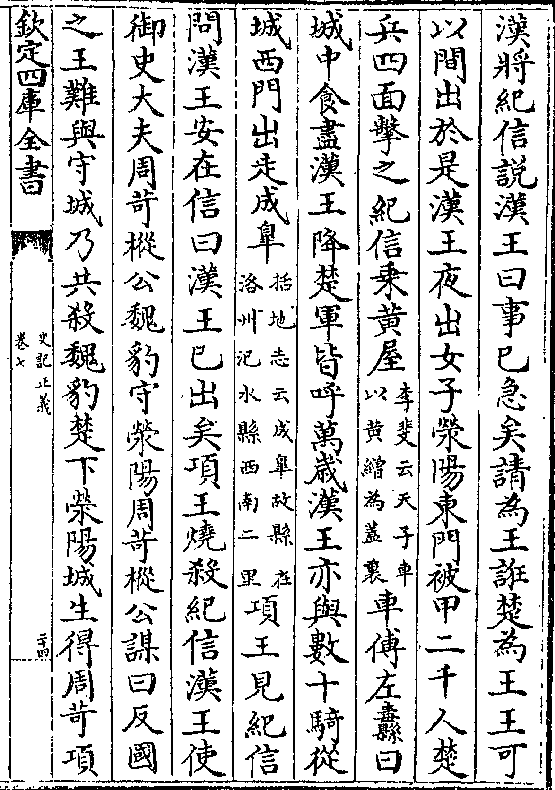 漢將紀信說漢王曰事已急矣請為王誑楚為王王可
以間出於是漢王夜出女子滎陽東門被甲二千人楚
兵四面擊之紀信乗黄屋李斐云天子車以黄繒為葢裏車傅左纛縣曰
城中食盡漢王降楚軍皆呼萬歳漢王亦與數十騎從
城西門出走成臯括地志云成臯故縣在洛州汜水縣西南二里項王見紀信
問漢王安在信曰漢王已出矣項王燒殺紀信漢王使
御史大夫周苛樅公魏豹守滎陽周苛樅公謀曰反國
之王難與守城乃共殺魏豹楚下滎陽城生得周苛項
欽定四庫全書
史記正義
卷七
二十四